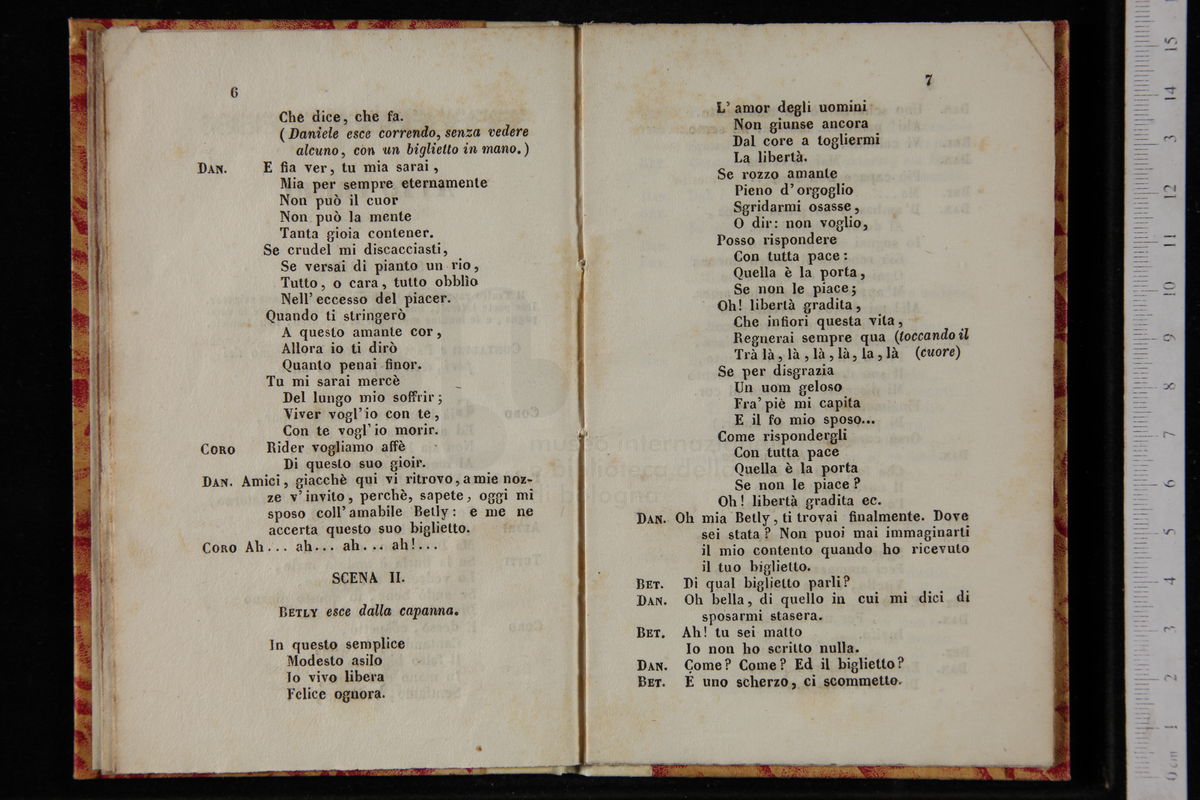 6
Che dice, che fa.
(Daniele esce correndo, senza vedere
alcuno, con un biglietto in mano.)
DAN. E fia ver, tu mia sarai,
Mia per sempre eternamente
Non può il cuor
Non può la mente
Tanta gioia contener.
Se crudel mi discacciasti,
Se versai di pianto un rio,
Tutto, o cara, tutto obblio
Nell' eccesso del piacer.
Quando ti stringerò
A questo amante cor,
Allora io ti dirò
Quanto penai finor.
Tu mi sarai mercè
Del lungo mio soffrir;
Viver vogl' io con te,
Con te vogl' io morir.
CORO Rider vogliamo affè
Di questo suo gioir.
DAN. Amici, giacchè qui vi ritrovo, a mie noz-
ze v' invito, perchè, sapete, oggi mi
sposo coll' amabile Betly: e me ne
accerta questo suo biglietto.
CORO Ah... ah... ah... ah!...
SCENA II.
BETLY esce dalla capanna.
In questo semplice
Modesto asilo
Io vivo libera
Felice ognora.
7
L' amor degli uomini
Non giunse ancora
Dal core a togliermi
La libertà.
Se rozzo amante
Pieno d' orgoglio
Sgridarmi osasse,
O dir: non voglio,
Posso rispondere
Con tutta pace:
Quella è la porta,
Se non le piace;
Oh! libertà gradita,
Che infiori questa vita,
Regnerai sempre qua (toccando il
Trà là, là, là, là, la, là (cuore)
Se per disgrazia
Un uom geloso
Fra' piè mi capita
E il fo mio sposo...
Come rispondergli
Con tutta pace
Quella è la porta
Se non le piace?
Oh! libertà gradita ec.
DAN. Oh mia Betly, ti trovai finalmente. Dove
sei stata? Non puoi mai immaginarti
il mio contento quando ho ricevuto
il tuo biglietto.
BET. Di qual biglietto parli?
DAN. Oh bella, di quello in cui mi dici di
sposarmi stasera.
BET. Ah! tu sei matto
Io non ho scritto nulla.
DAN. Come? Come? Ed il biglietto?
BET. È uno scherzo, ci scommetto.